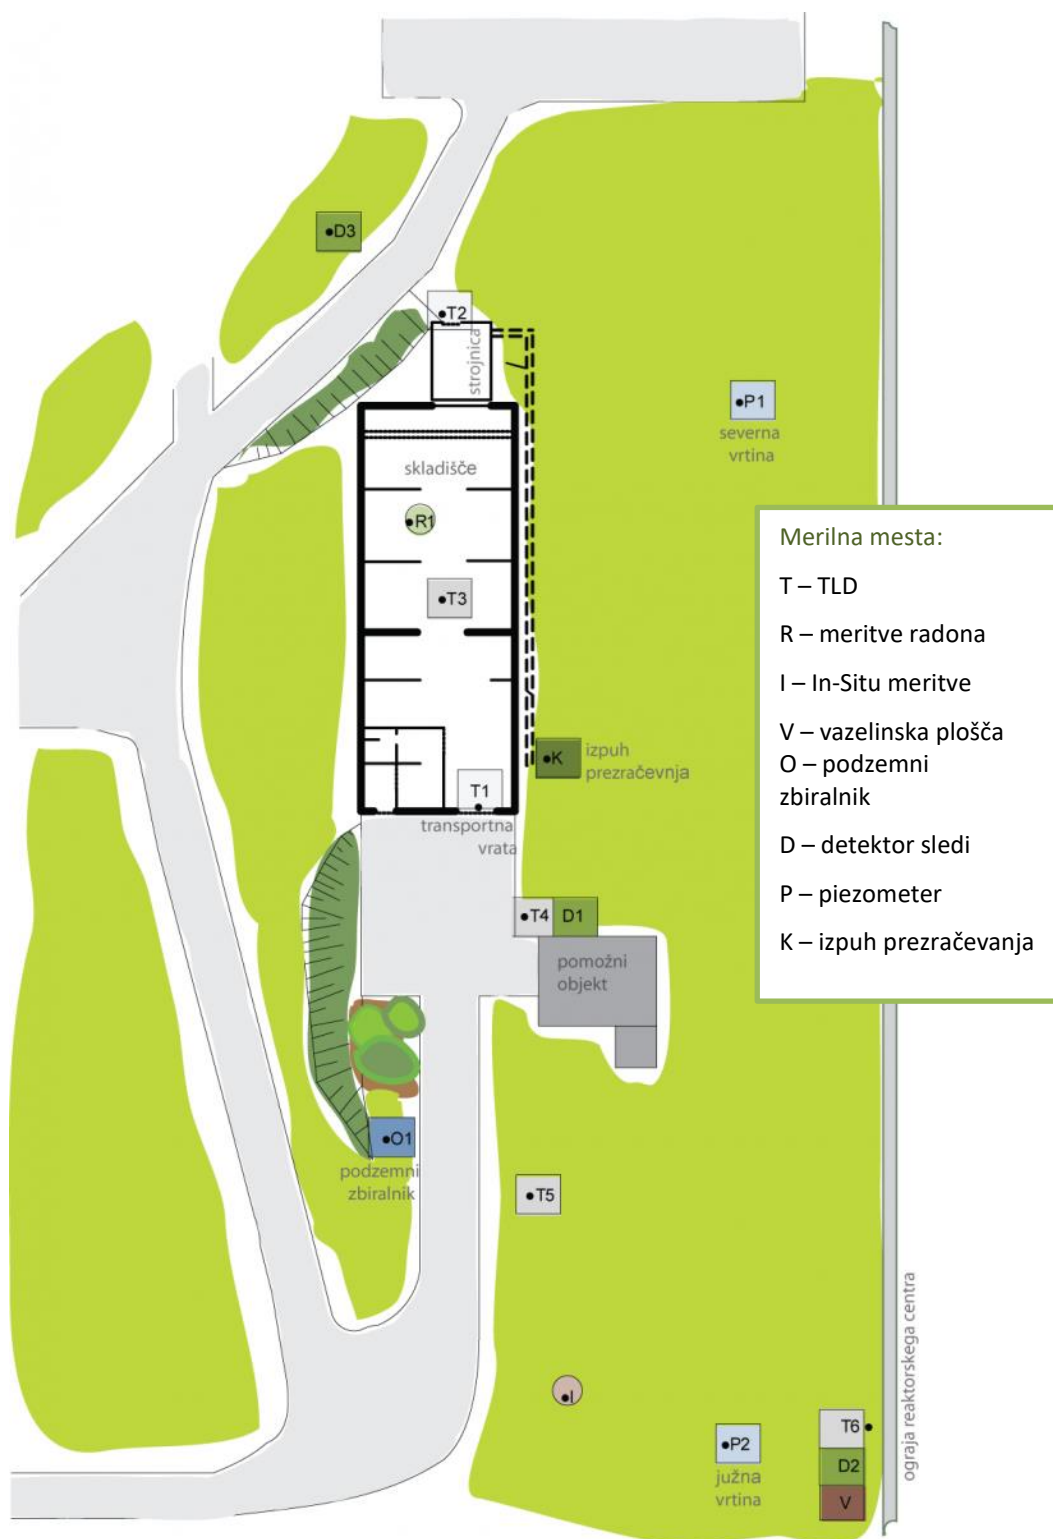 D3
T2
strojnica
P1
severna
vrtina
skladišče
R1
T3
Merilna mesta:
T – TLD
R – meritve radona
I – In-Situ meritve
V – vazelinska plošča
O – podzemni
zbiralnik
D – detektor sledi
P – piezometer
K – izpuh prezračevanja
K
izpuh
prezračevnja
T1
transportna
vrata
T4
D1
pomožni
objekt
O1
podzemni
zbiralnik
T5
ograja reaktorskega centra
I
P2
južna
vrtina
T6
D2
V